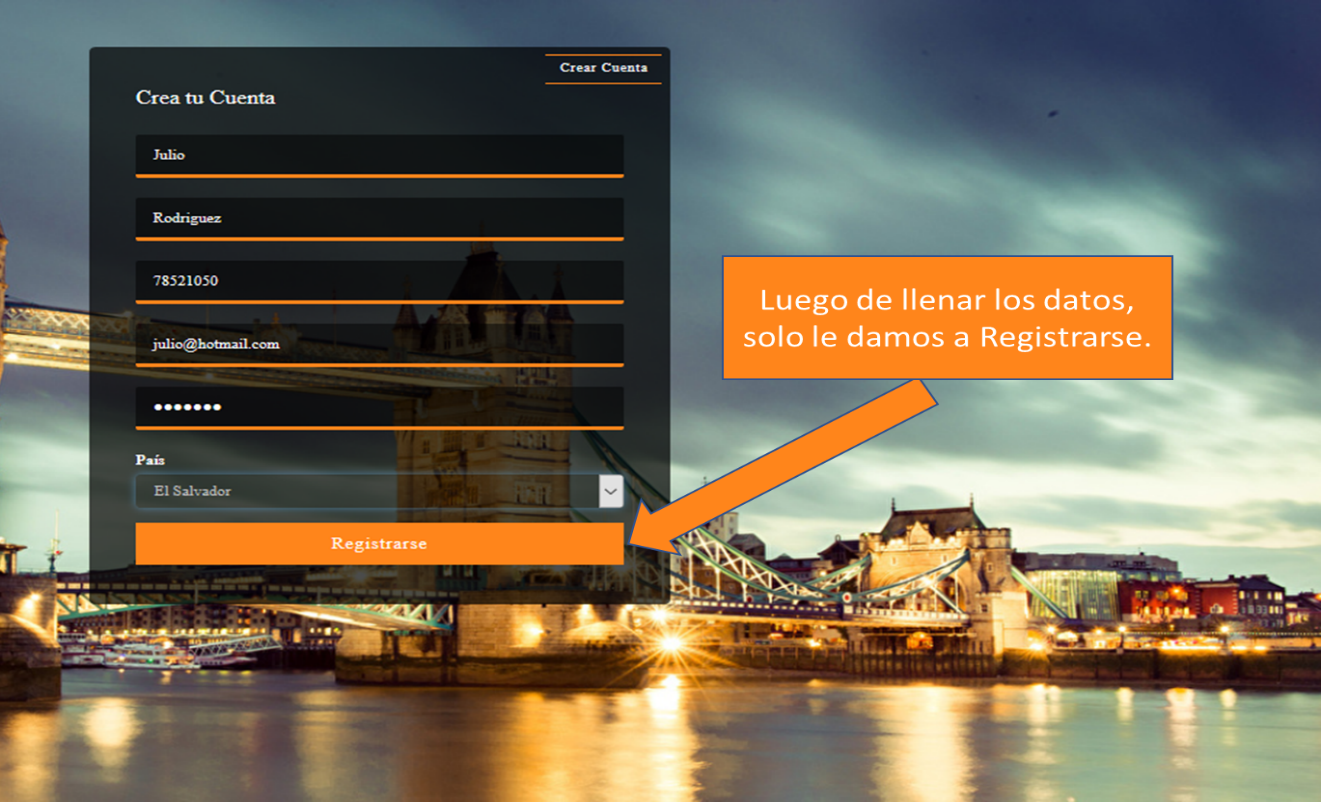 Crear Cuenta
Crea tu Cuenta
Julio
Rodriguez
78521050
julio@hotmail.com
•••••••
País
El Salvador
Registrarse
Luego de llenar los datos,
solo le damos a Registrarse.